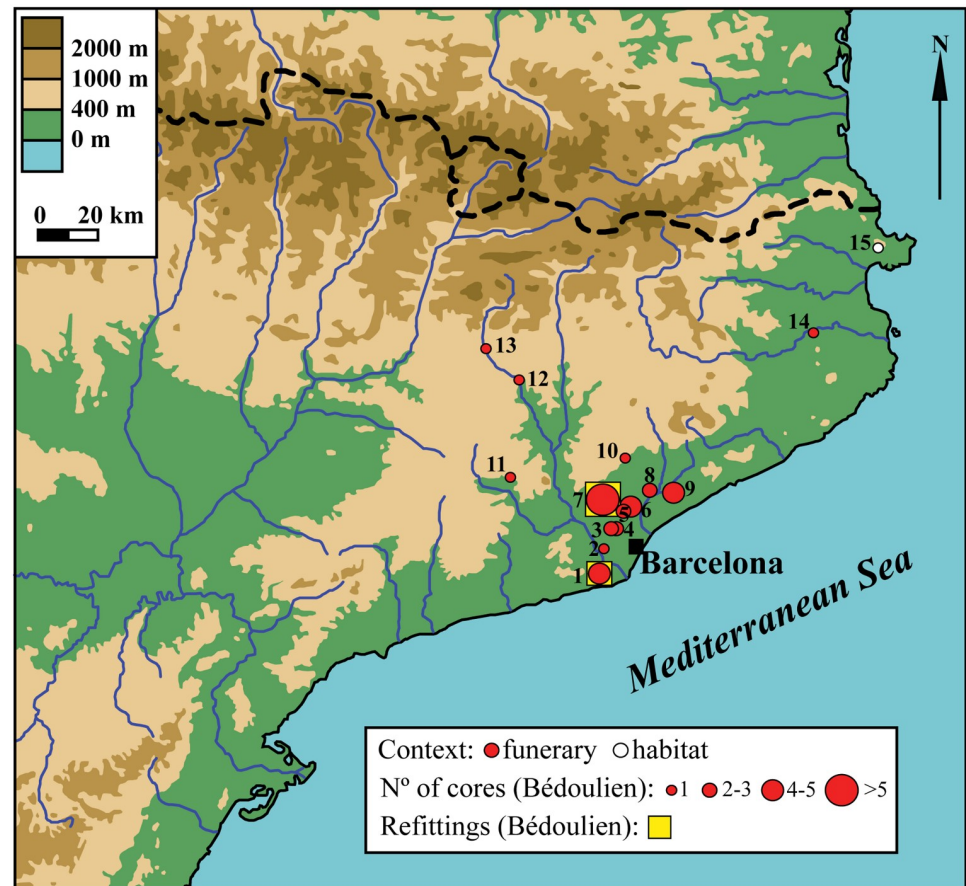 2000 m
1000 m
400 m
0 m
0 20 km
N
15
14
13
12
11
10
8
9
7
6
5
3 4
2
Barcelona
1
Mediterranean Sea
Context: funerary habitat
Nº of cores (Bédoulien): 1 2-3 4-5 >5
Refittings (Bédoulien):